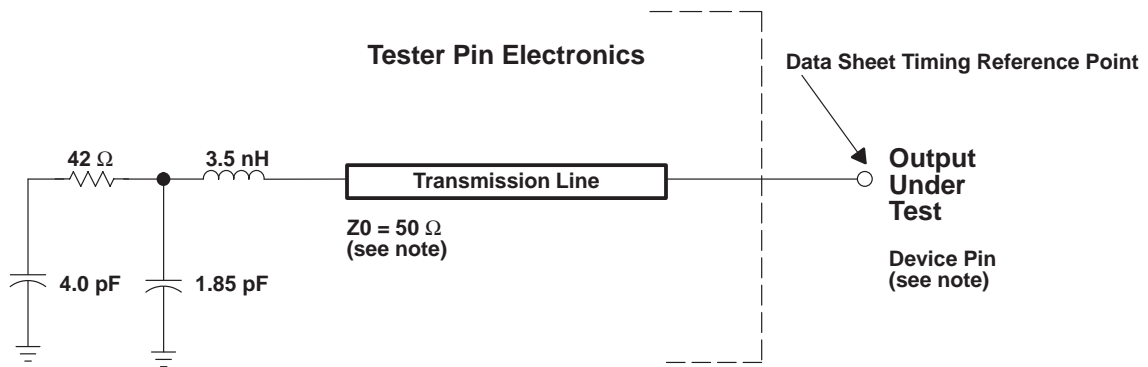 Tester Pin Electronics
Data Sheet Timing Reference Point
42 Ω
3.5 nH
Transmission Line
Output
Under
Test
Z0 = 50 Ω
(see note)
Device Pin
(see note)
4.0 pF
1.85 pF